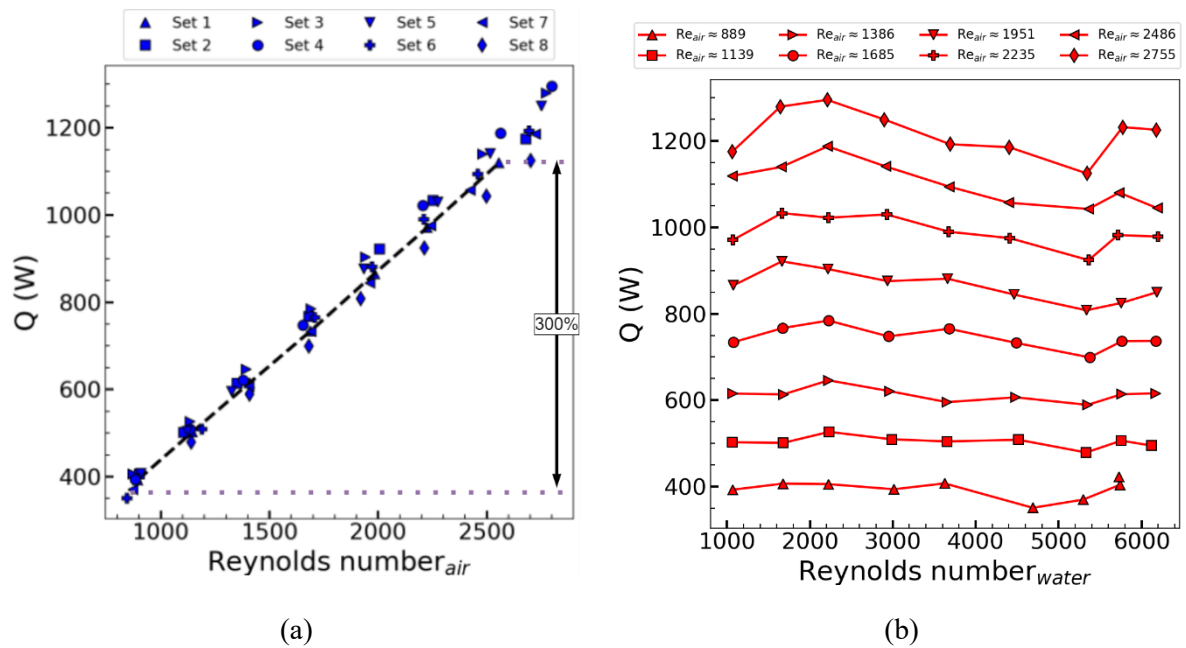 Set 1 Set 3 Set 5 Set 7
Set 2 Set 4 Set 6 Set 8
1200
1000
800
600
400
Q (W)
300%
1000 1500 2000 2500
Reynolds number_air
(a)
Re_air≈889 Re_air≈1386 Re_air≈1951 Re_air≈2486
Re_air≈1139 Re_air≈1685 Re_air≈2235 Re_air≈2755
1200
1000
800
600
400
Q (W)
1000 2000 3000 4000 5000 6000
Reynolds number_water
(b)